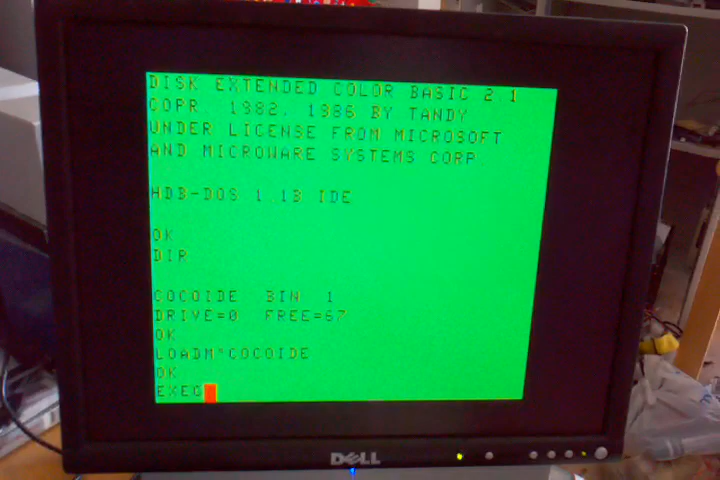 DISK EXTENDED COLOR BASIC 2.1
COPR. 1982, 1986 BY TANDY
UNDER LICENSE FROM MICROSOFT
AND MICROWARE SYSTEMS CORP.
HDB-DOS 1.1B IDE
OK
DIR
COCOIDE BIN 1
DRIVE=0 FREE=67
OK
LOADM"COCOIDE
OK
EXEC
DELL